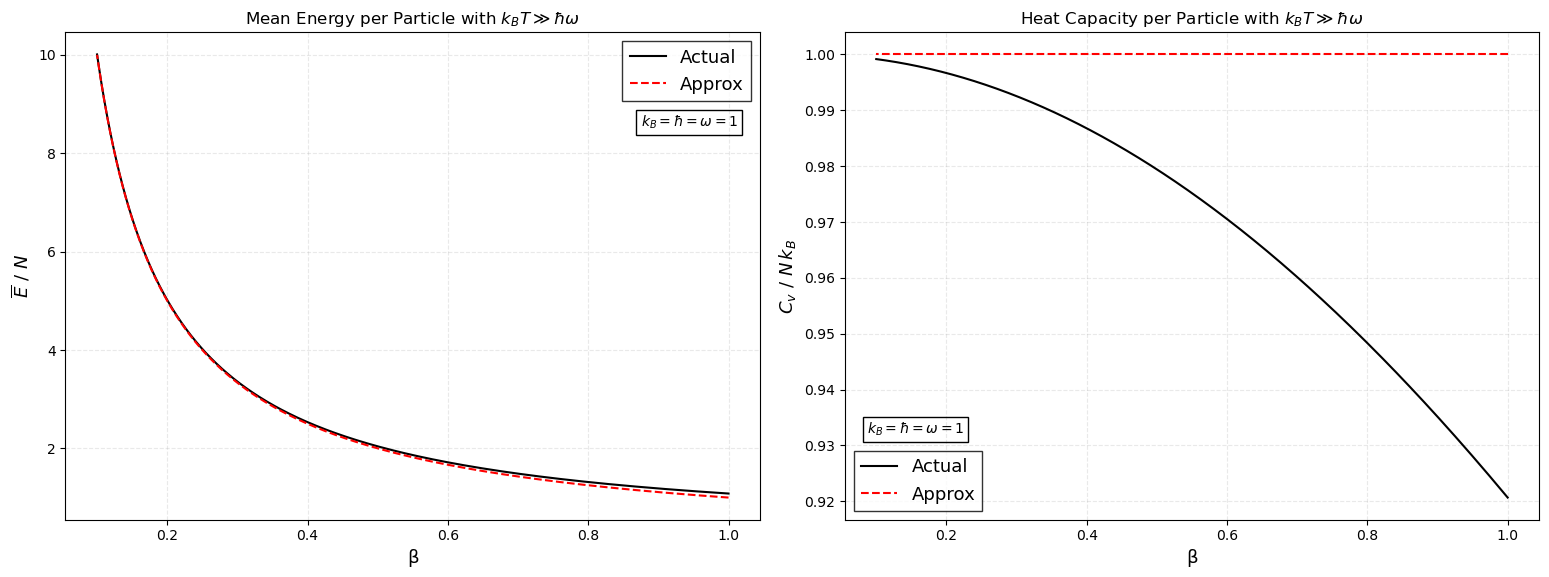 Mean Energy per Particle with $k_BT \gg \hbar\omega$
10
8
6
4
2
$\overline{E}$ / $N$
0.2
0.4
0.6
0.8
1.0
β
Actual
Approx
$k_B = \hbar = \omega = 1$
Heat Capacity per Particle with $k_BT \gg \hbar\omega$
1.00
0.99
0.98
0.97
0.96
0.95
0.94
0.93
0.92
$C_v$ / $N k_B$
0.2
0.4
0.6
0.8
1.0
β
$k_B = \hbar = \omega = 1$
Actual
Approx